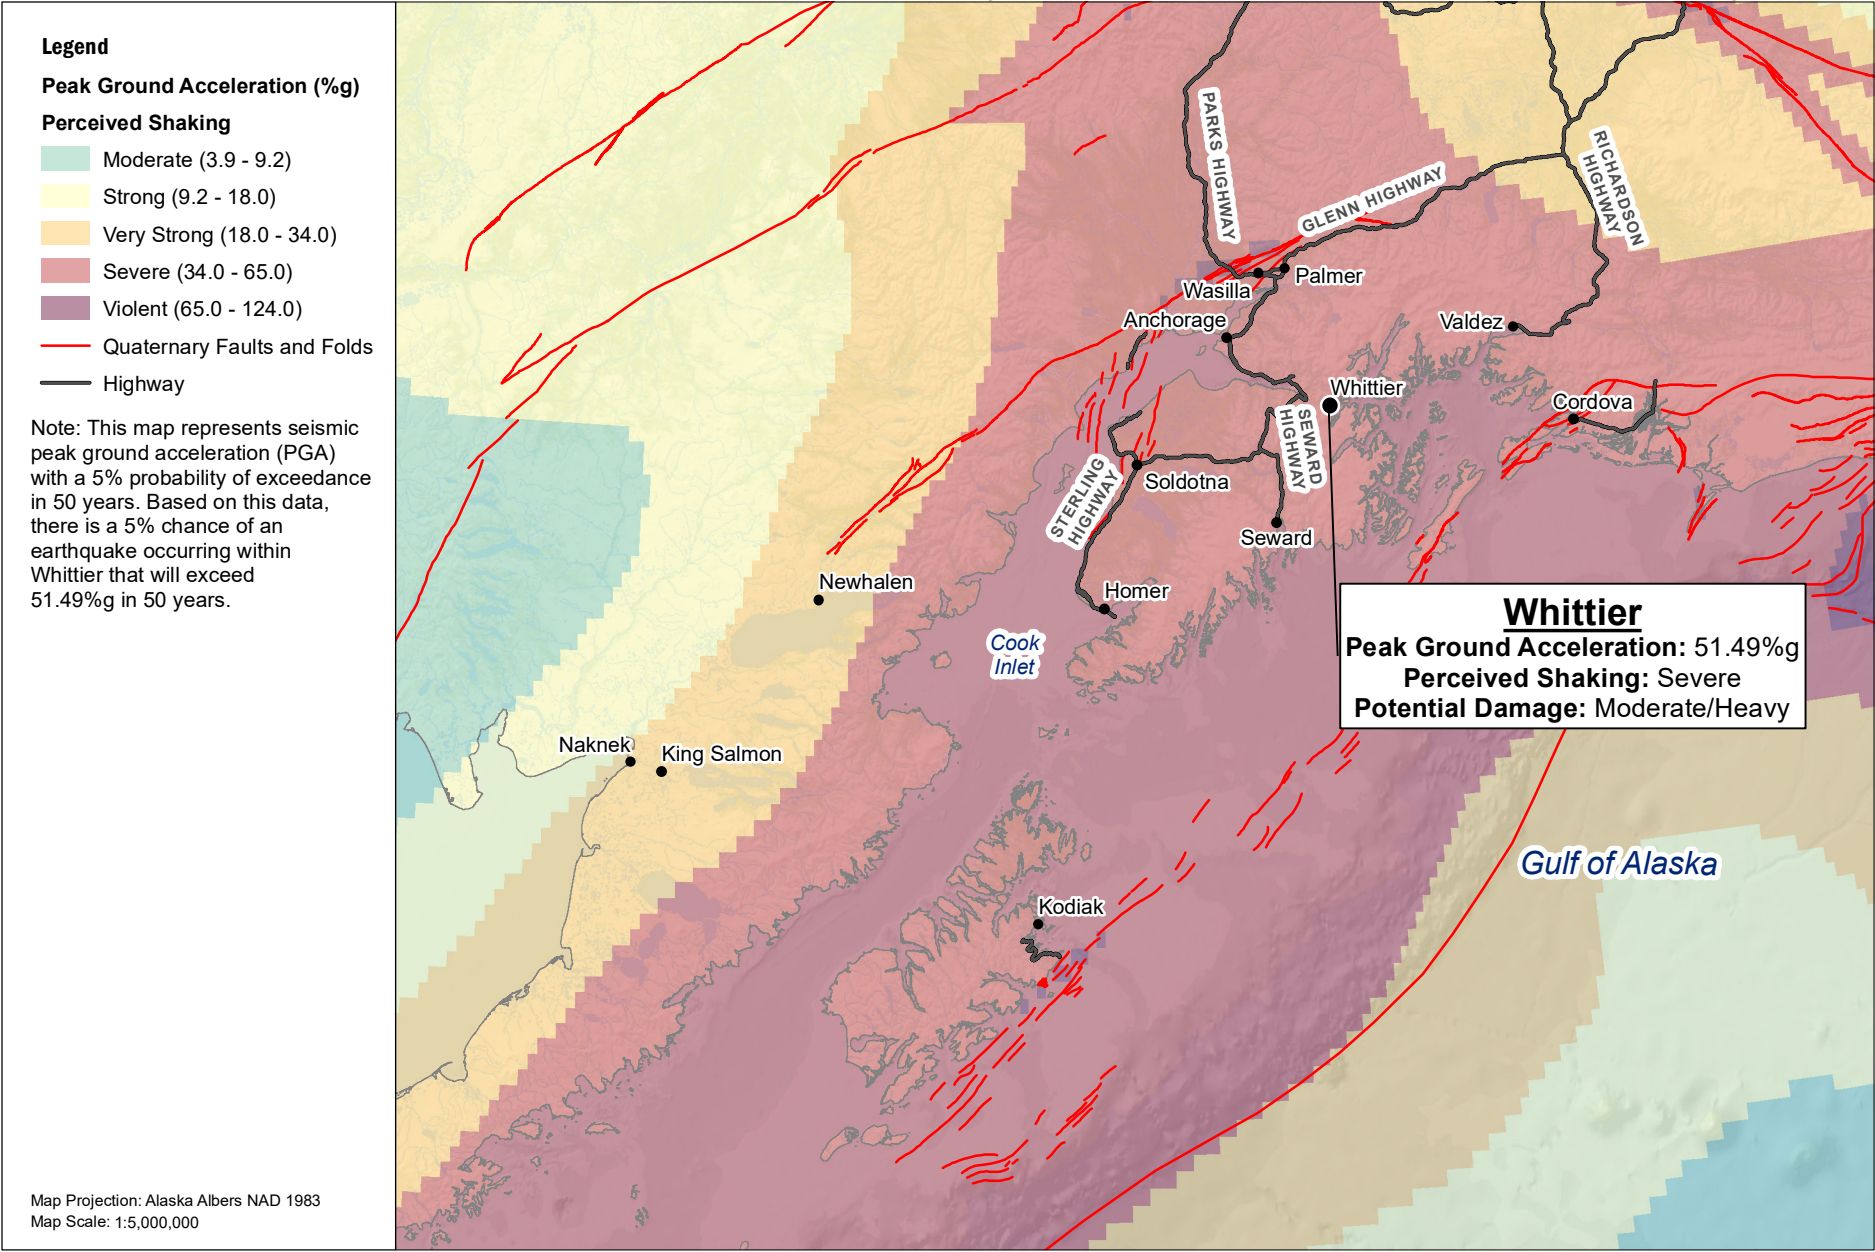 Legend
Peak Ground Acceleration (%g)
Perceived Shaking
Moderate (3.9 - 9.2)
Strong (9.2 - 18.0)
Very Strong (18.0 - 34.0)
Severe (34.0 - 65.0)
Violent (65.0 - 124.0)
Quaternary Faults and Folds
Highway
Note: This map represents seismic
peak ground acceleration (PGA)
with a 5% probability of exceedance
in 50 years. Based on this data,
there is a 5% chance of an
earthquake occurring within
Whittier that will exceed
51.49%g in 50 years.
Map Projection: Alaska Albers NAD 1983
Map Scale: 1:5,000,000
PARKS HIGHWAY
GLENN HIGHWAY
RICHARDSON
HIGHWAY
Palmer
Wasilla
Anchorage
Valdez
Whittier
Cordova
SEWARD
HIGHWAY
STERLING
HIGHWAY
Soldotna
Seward
Newhalen
Homer
Cook
Inlet
Whittier
Peak Ground Acceleration: 51.49%g
Perceived Shaking: Severe
Potential Damage: Moderate/Heavy
Naknek
King Salmon
Gulf of Alaska
Kodiak